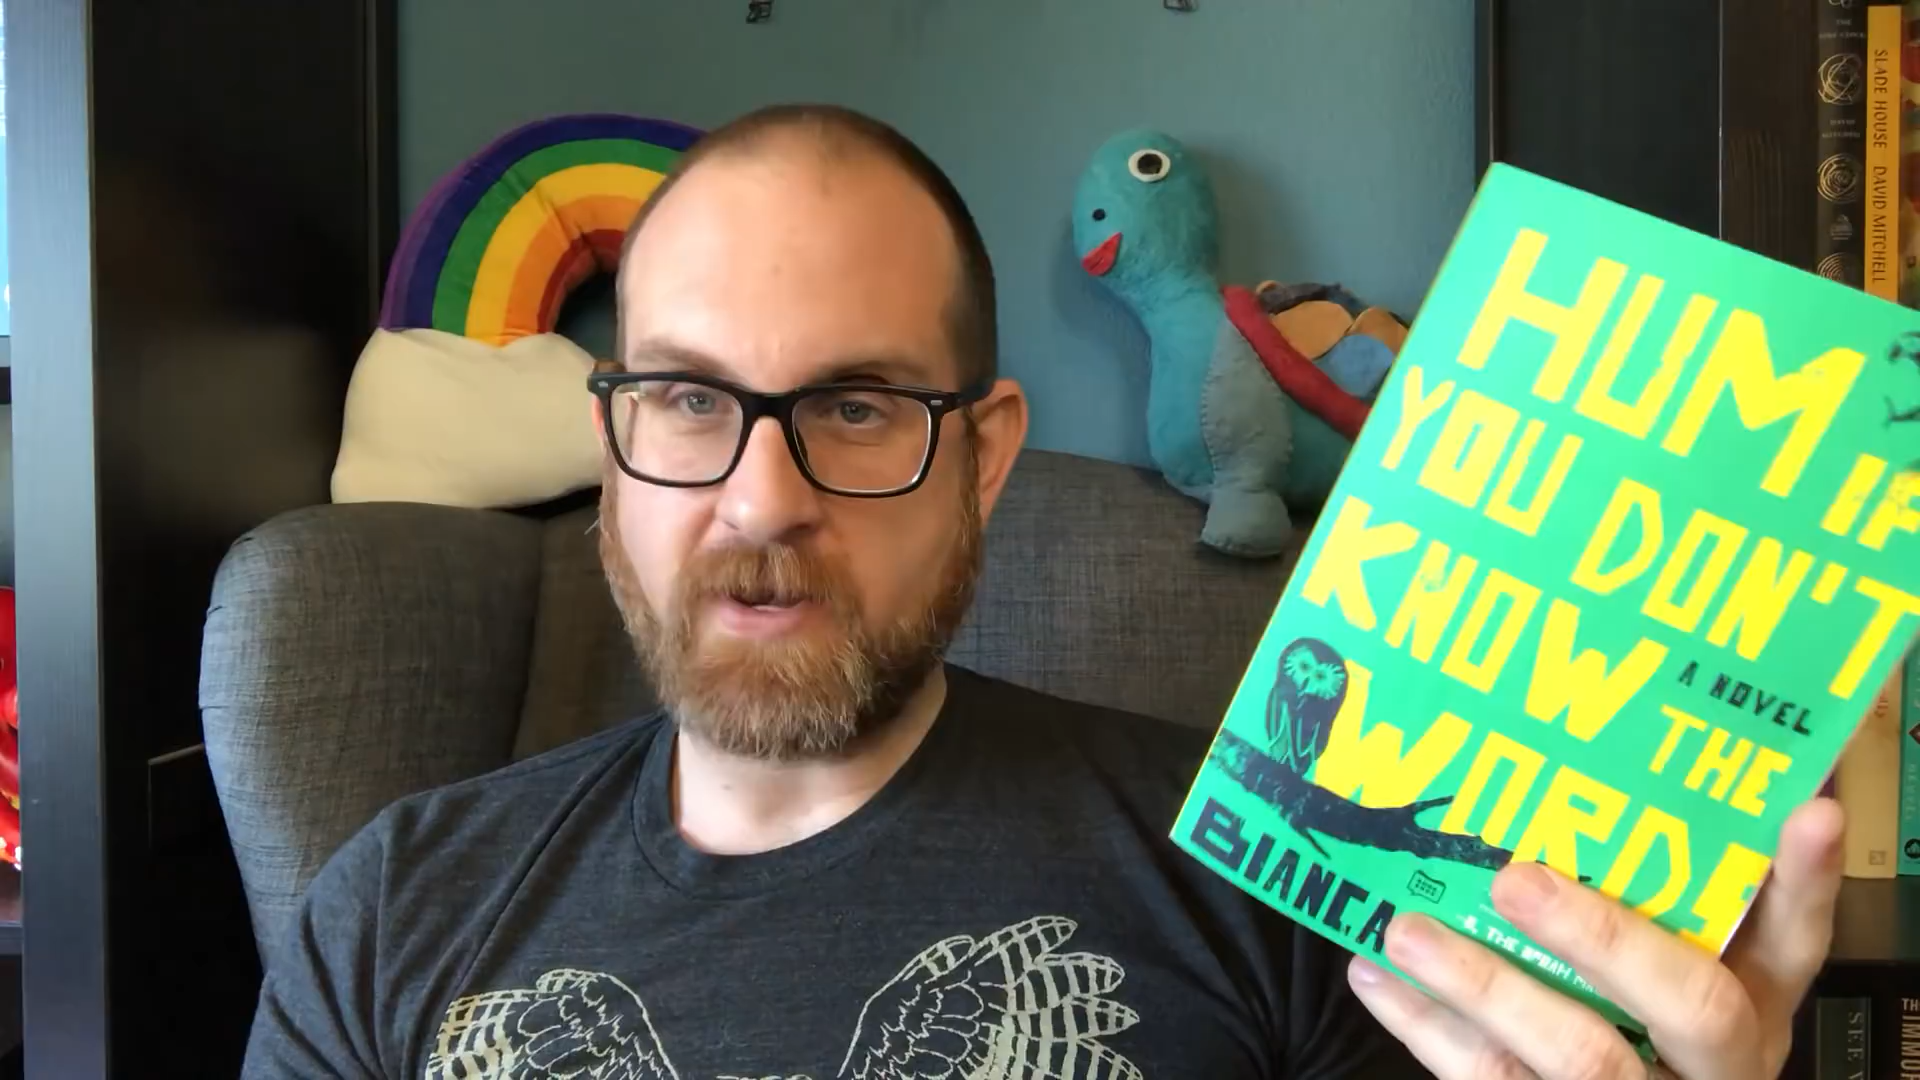 HUM IF
YOU DON'T
KNOW THE
WORDS
A NOVEL
BIANCA
SLADE HOUSE DAVID MITCHELL